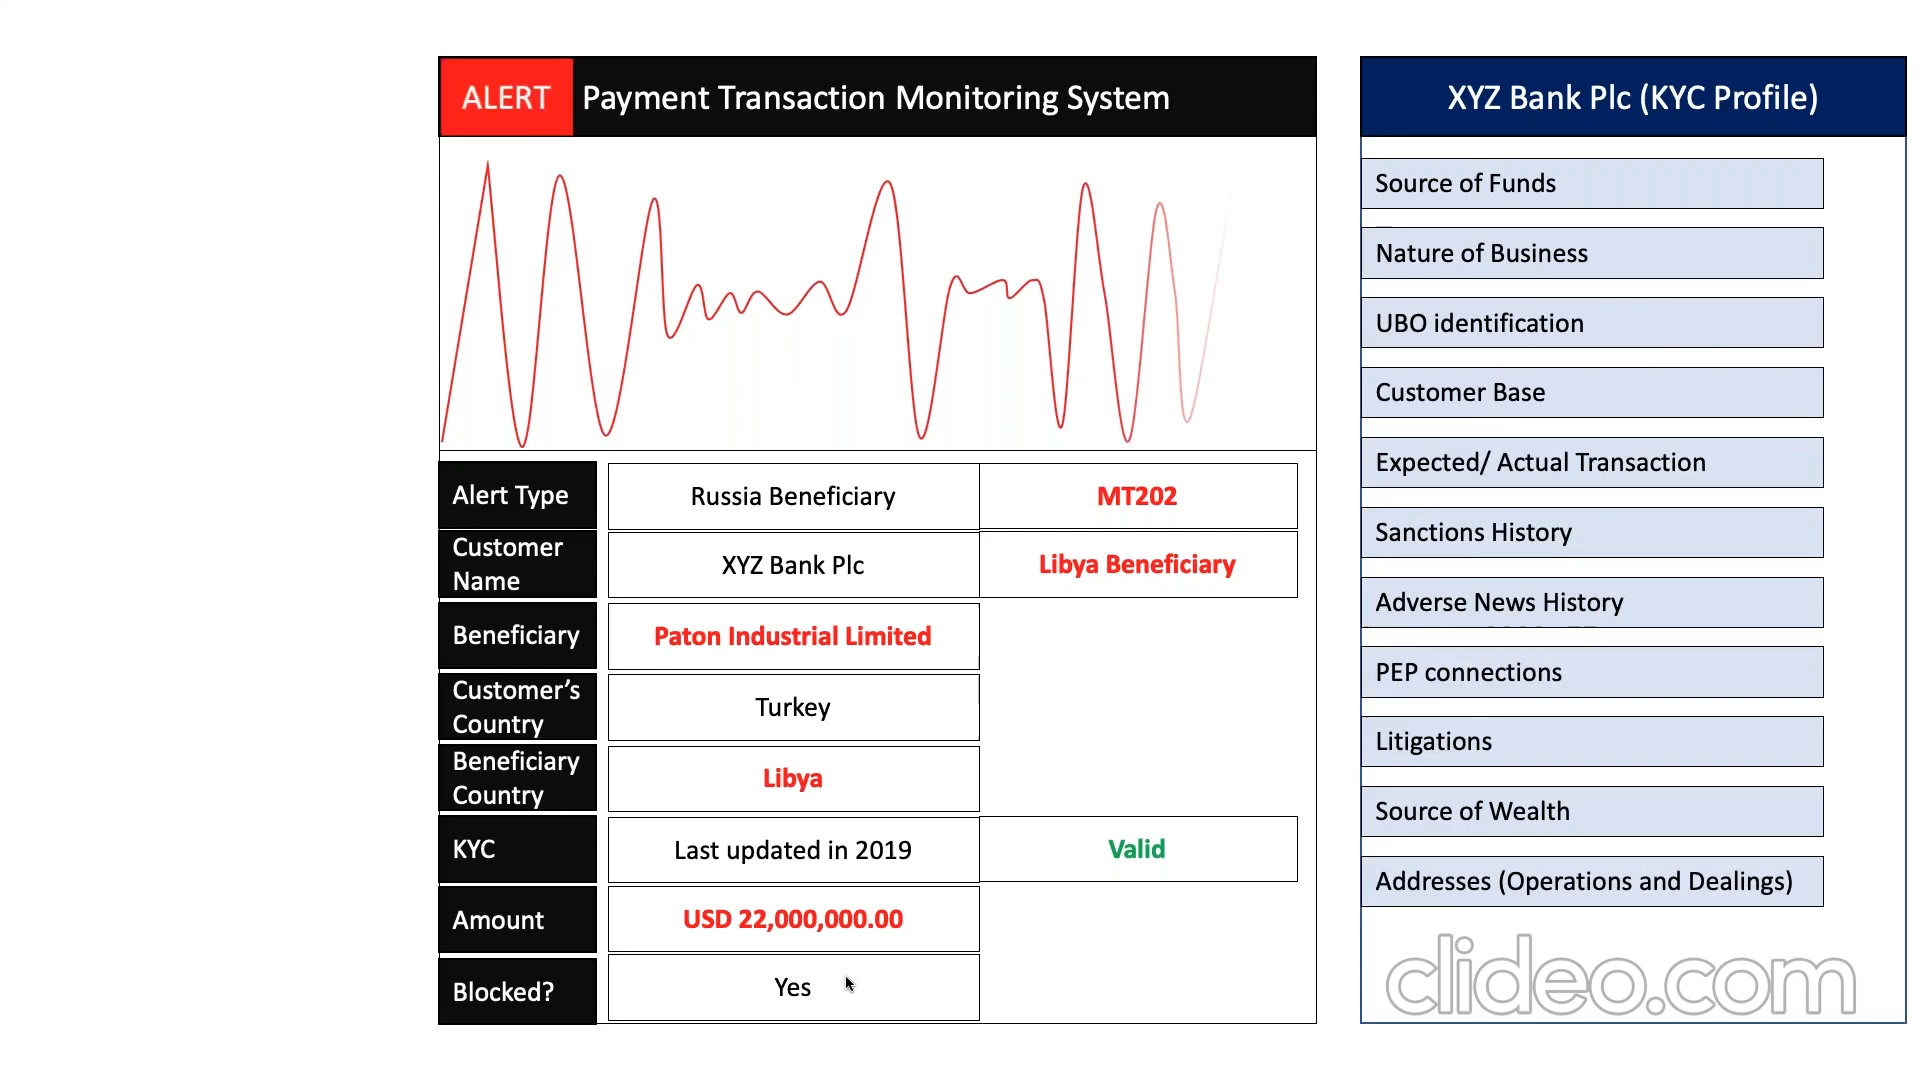 ALERT Payment Transaction Monitoring System
Alert Type Russia Beneficiary MT202
Customer
Name XYZ Bank Plc Libya Beneficiary
Beneficiary Paton Industrial Limited
Customer’s
Country Turkey
Beneficiary
Country Libya
KYC Last updated in 2019 Valid
Amount USD 22,000,000.00
Blocked? Yes
XYZ Bank Plc (KYC Profile)
Source of Funds
Nature of Business
UBO identification
Customer Base
Expected/ Actual Transaction
Sanctions History
Adverse News History
PEP connections
Litigations
Source of Wealth
Addresses (Operations and Dealings)
clideo.com